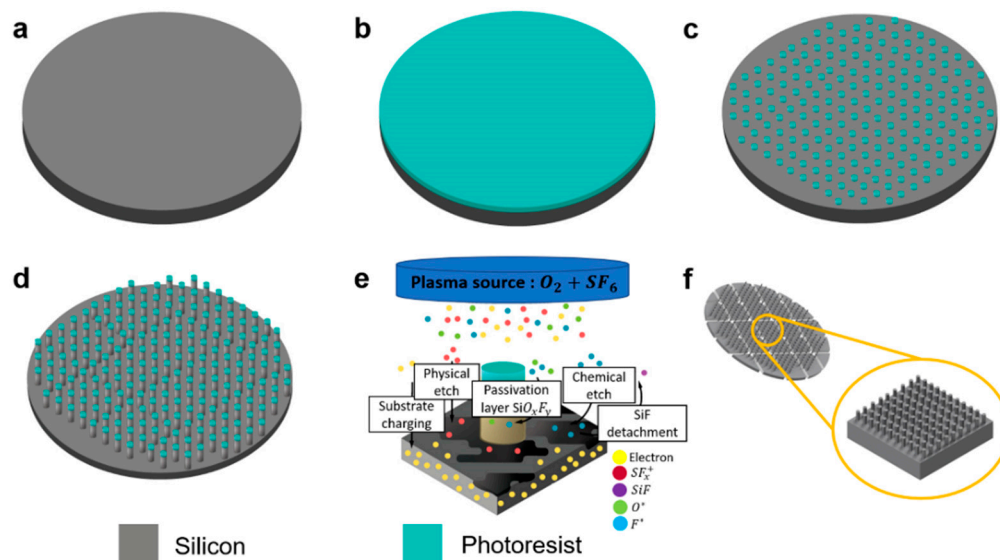 a
b
c
d
e
Plasma source : O₂ + SF₆
Physical
etch
Passivation
layer SiOₓFᵧ
Chemical
etch
Substrate
charging
SiF
detachment
Electron
SFₓ⁺
SiF
O*
F*
f
Silicon
Photoresist